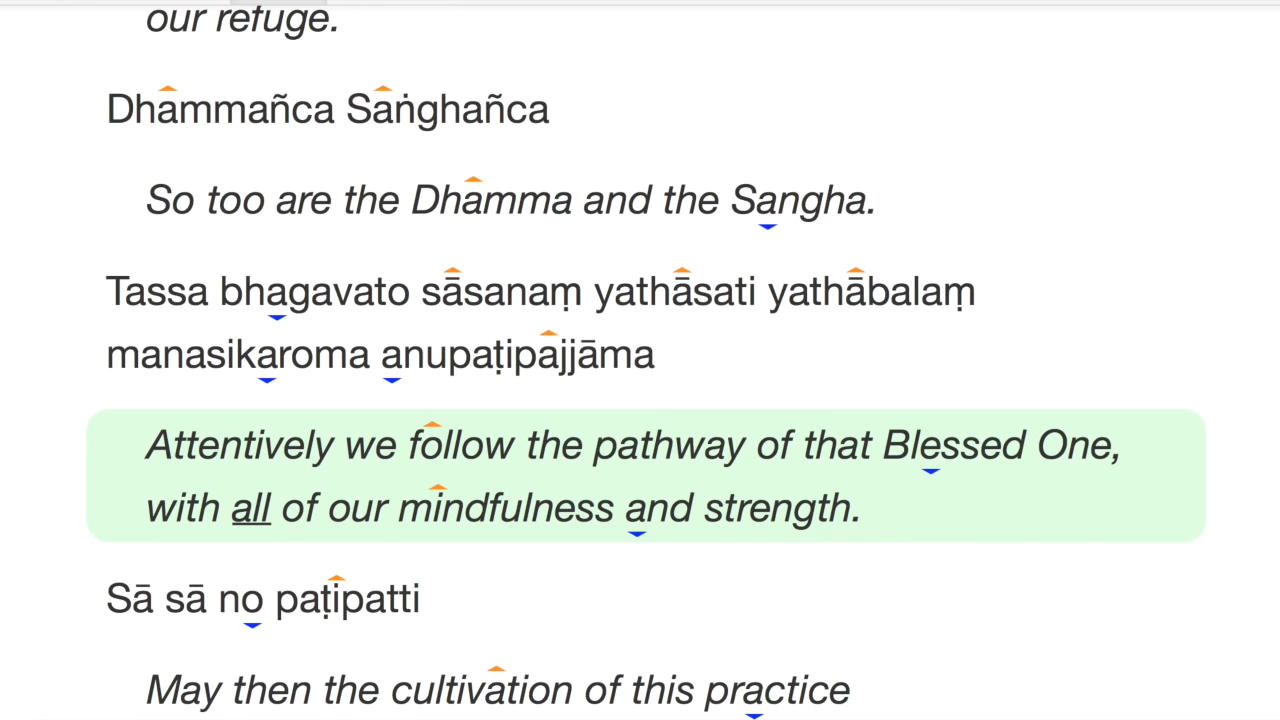 our refuge.
Dhammañca Saṅghañca
So too are the Dhamma and the Sangha.
Tassa bhagavato sāsanaṃ yathāsati yathābalaṃ
manasikaroma anupaṭipajjāma
Attentively we follow the pathway of that Blessed One,
with all of our mindfulness and strength.
Sā sā no paṭipatti
May then the cultivation of this practice